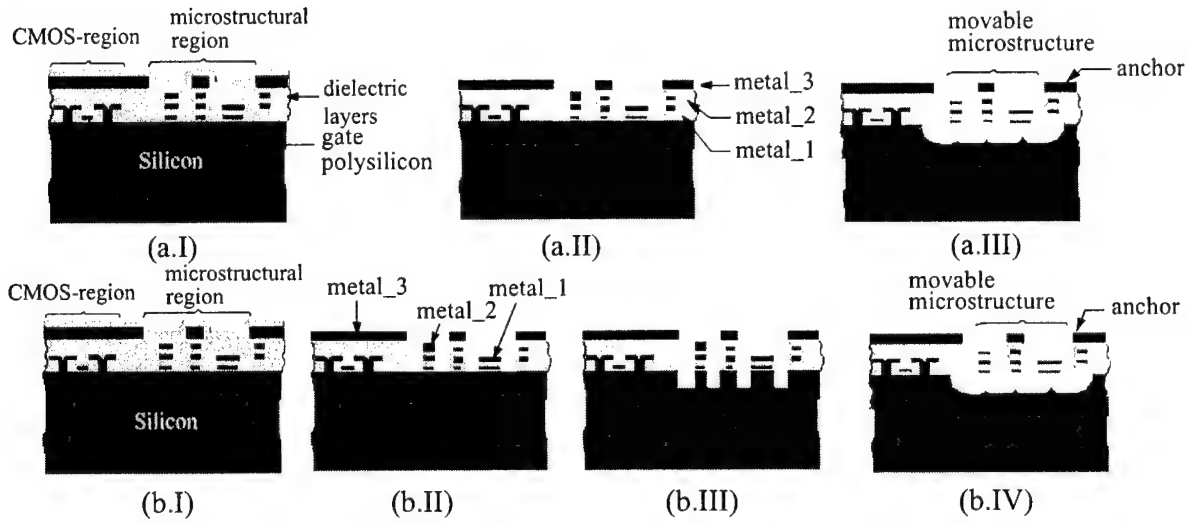 CMOS-region
microstructural
region
dielectric
layers
gate
polysilicon
Silicon
(a.I)
metal_3
metal_2
metal_1
(a.II)
movable
microstructure
anchor
(a.III)
CMOS-region
microstructural
region
Silicon
(b.I)
metal_3
metal_2
metal_1
(b.II)
(b.III)
movable
microstructure
anchor
(b.IV)